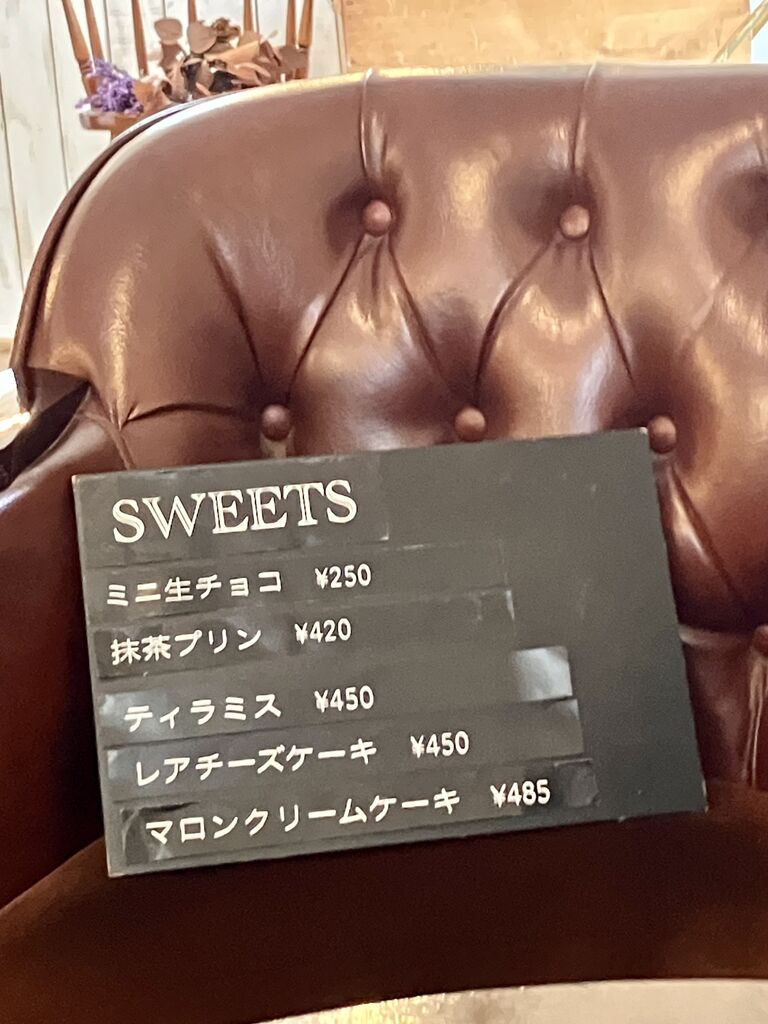 SWEETS
ミニ生チョコ ¥250
抹茶プリン ¥420
ティラミス ¥450
レアチーズケーキ ¥450
マロンクリームケーキ ¥485